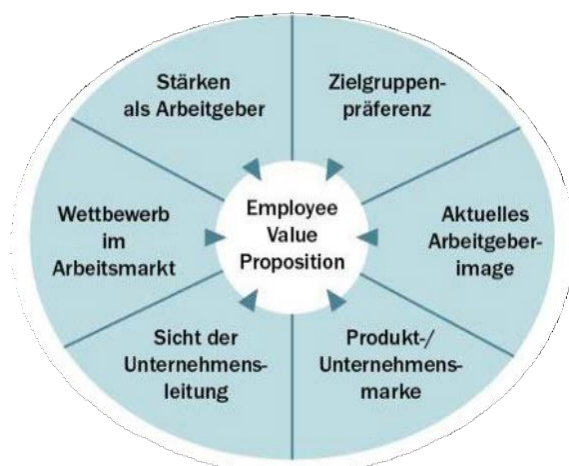 Stärken
als Arbeitgeber
Zielgruppen-
präferenz
Wettbewerb
im
Arbeitsmarkt
Employee
Value
Proposition
Aktuelles
Arbeitgeber-
image
Sicht der
Unternehmens-
leitung
Produkt-/
Unternehmens-
marke